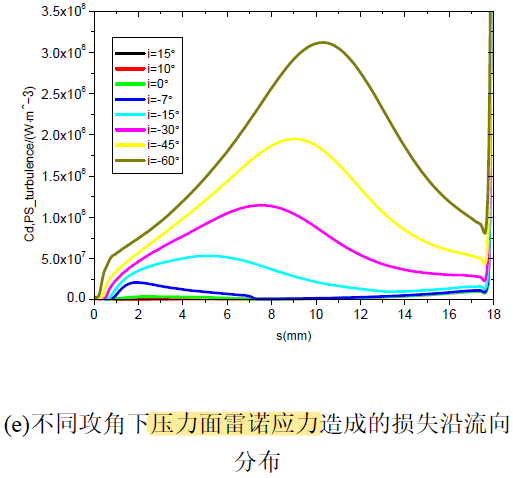 3.5x10⁸
3.0x10⁸
2.5x10⁸
2.0x10⁸
1.5x10⁸
1.0x10⁸
5.0x10⁷
0.0
Cd,PS_turbulence/(W·m^-3)
i=15°
i=10°
i=0°
i=-7°
i=-15°
i=-30°
i=-45°
i=-60°
0 2 4 6 8 10 12 14 16 18
s(mm)
(e)不同攻角下压力面雷诺应力造成的损失沿流向
分布